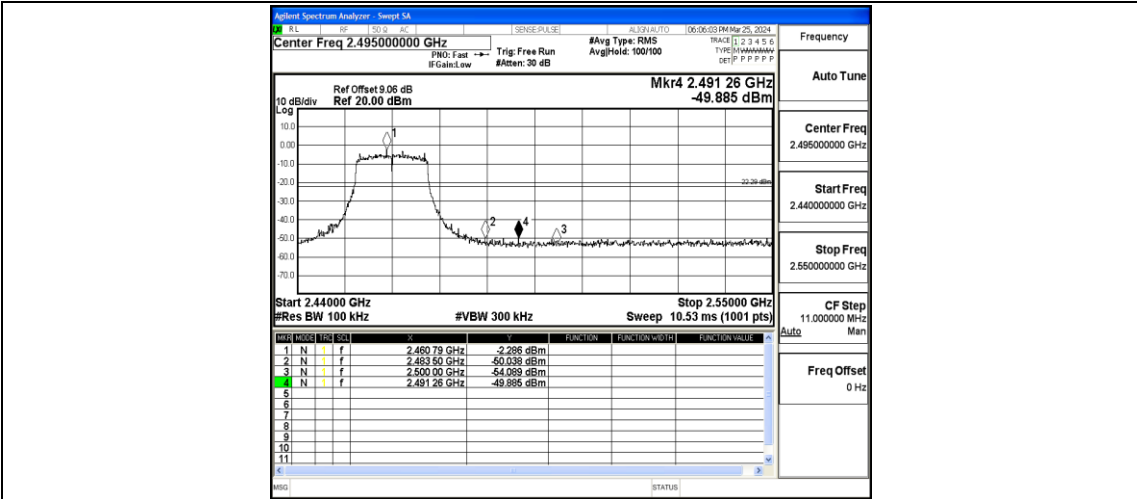 Agilent Spectrum Analyzer - Swept SA
RL RF 50 Ω AC SENSE:PULSE ALIGN AUTO 06:06:03 PM Mar 25, 2024
Center Freq 2.495000000 GHz
PNO: Fast
IFGain:Low
Trig: Free Run
#Atten: 30 dB
#Avg Type: RMS
Avg|Hold: 100/100
TRACE 1 2 3 4 5 6
TYPE MWWWWW
DET P P P P P P
Frequency
Auto Tune
Mkr4 2.491 26 GHz
-49.885 dBm
Ref Offset 9.06 dB
10 dB/div Ref 20.00 dBm
Log
10.0
0.00
-10.0
-20.0
-30.0
-40.0
-50.0
-60.0
-70.0
1
2
4
3
-22.29 dBm
Center Freq
2.495000000 GHz
Start Freq
2.440000000 GHz
Stop Freq
2.550000000 GHz
Start 2.44000 GHz Stop 2.55000 GHz
#Res BW 100 kHz #VBW 300 kHz Sweep 10.53 ms (1001 pts)
CF Step
11.000000 MHz
Auto Man
Freq Offset
0 Hz
MKR MODE TRC SCL X Y FUNCTION FUNCTION WIDTH FUNCTION VALUE
1 N 1 f 2.460 79 GHz -2.286 dBm
2 N 1 f 2.483 50 GHz -50.038 dBm
3 N 1 f 2.500 00 GHz -54.089 dBm
4 N 1 f 2.491 26 GHz -49.885 dBm
5
6
7
8
9
10
11
MSG STATUS